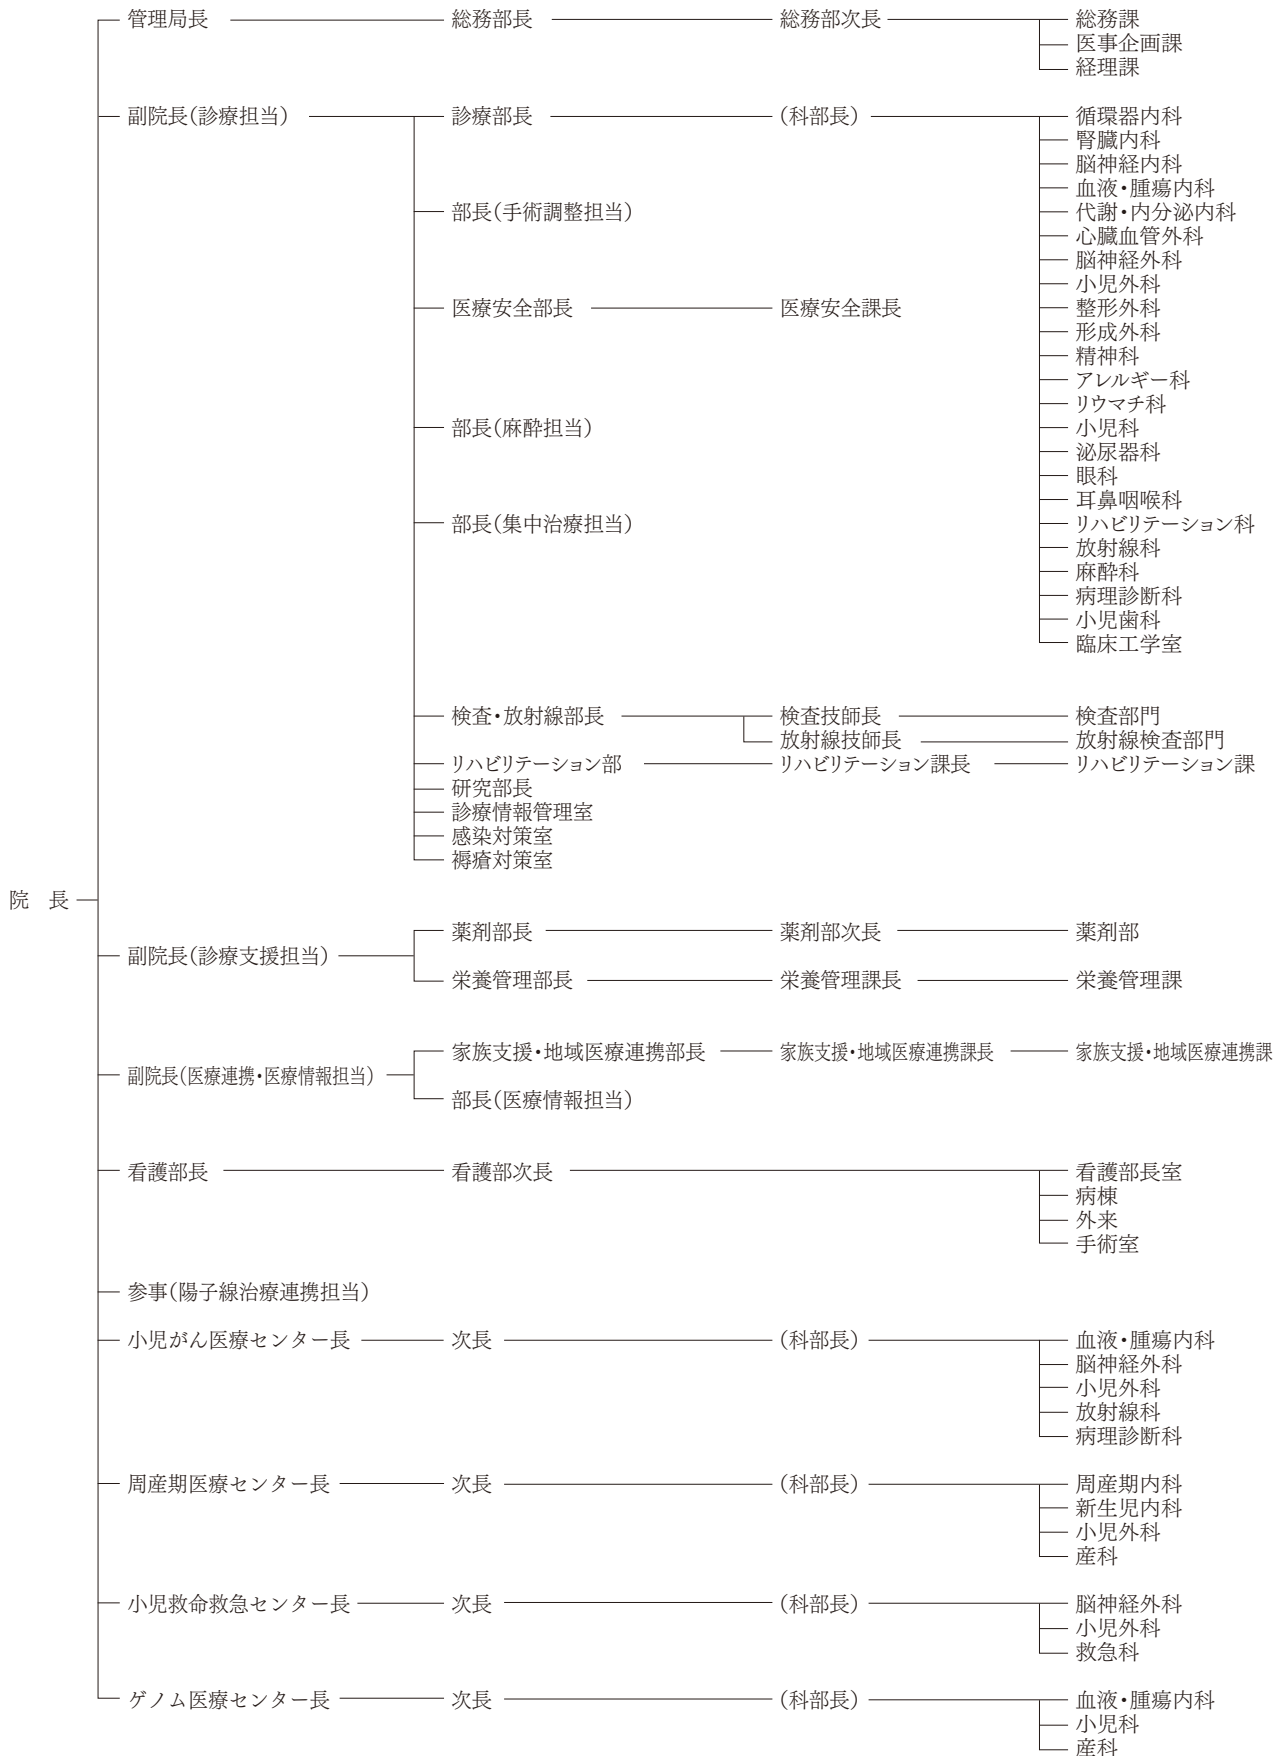 管理局長 総務部長 総務部次長 総務課
医事企画課
経理課
副院長(診療担当) 診療部長 (科部長) 循環器内科
腎臓内科
脳神経内科
血液・腫瘍内科
部長(手術調整担当) 代謝・内分泌内科
心臓血管外科
脳神経外科
小児外科
医療安全部長 医療安全課長 整形外科
形成外科
精神科
アレルギー科
リウマチ科
部長(麻酔担当) 小児科
泌尿器科
眼科
耳鼻咽喉科
部長(集中治療担当) リハビリテーション科
放射線科
麻酔科
病理診断科
小児歯科
臨床工学室
検査・放射線部長 検査技師長 検査部門
放射線技師長 放射線検査部門
リハビリテーション部 リハビリテーション課長 リハビリテーション課
研究部長
診療情報管理室
感染対策室
褥瘡対策室
院　長
薬剤部長 薬剤部次長 薬剤部
副院長(診療支援担当)
栄養管理部長 栄養管理課長 栄養管理課
家族支援・地域医療連携部長 家族支援・地域医療連携課長 家族支援・地域医療連携課
副院長(医療連携・医療情報担当)
部長(医療情報担当)
看護部長 看護部次長 看護部長室
病棟
外来
手術室
参事(陽子線治療連携担当)
小児がん医療センター長 次長 (科部長) 血液・腫瘍内科
脳神経外科
小児外科
放射線科
病理診断科
周産期医療センター長 次長 (科部長) 周産期内科
新生児内科
小児外科
産科
小児救命救急センター長 次長 (科部長) 脳神経外科
小児外科
救急科
ゲノム医療センター長 次長 (科部長) 血液・腫瘍内科
小児科
産科